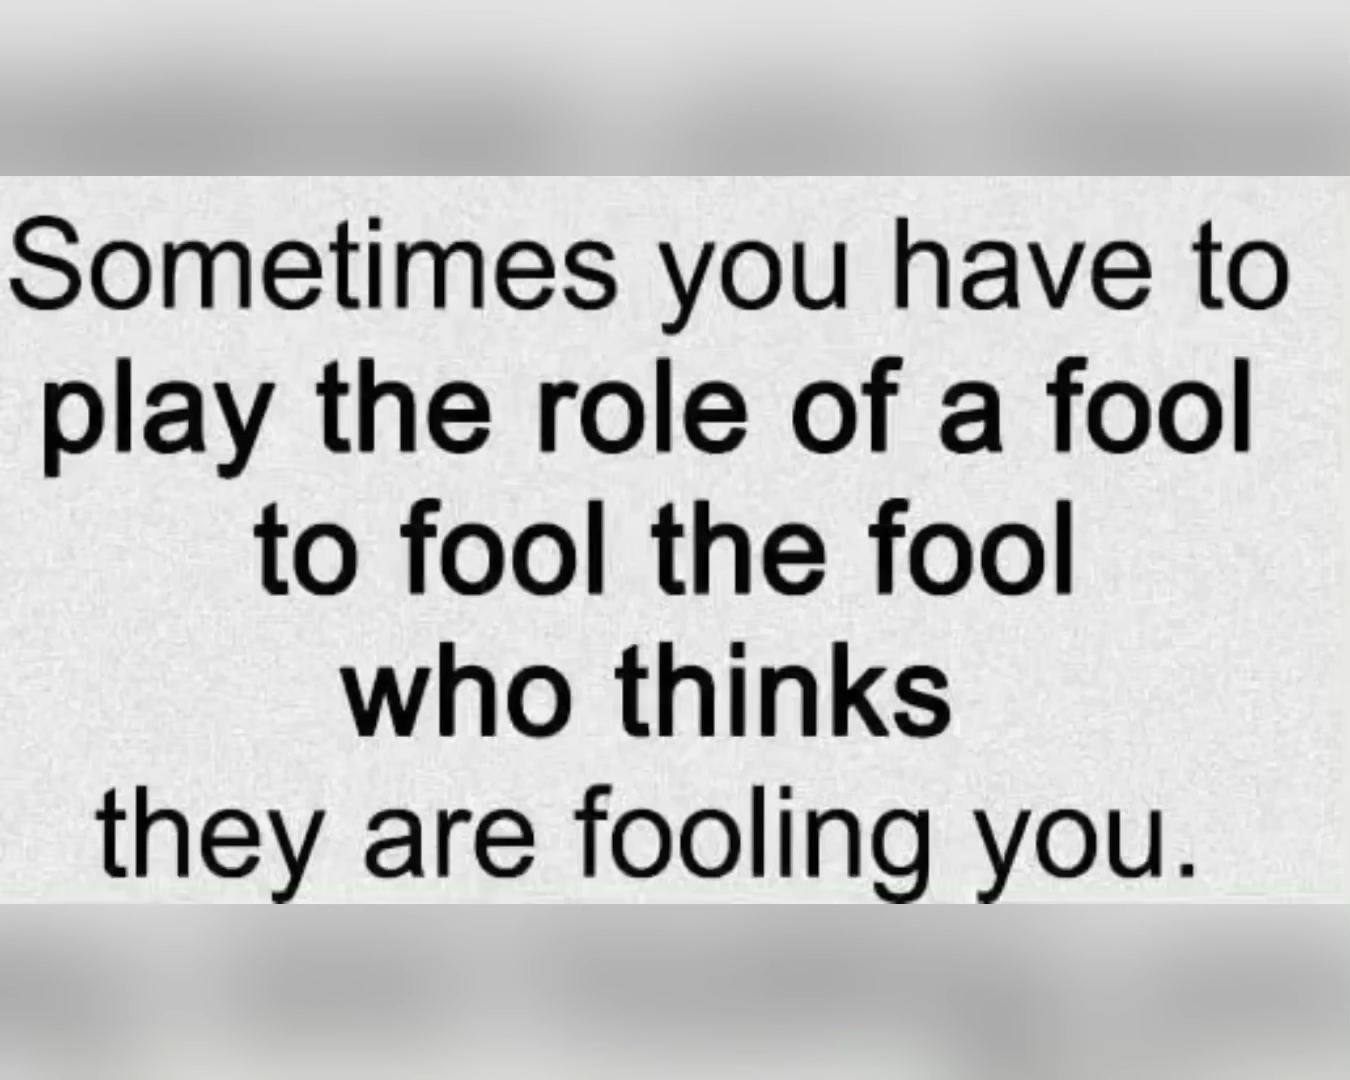 Sometimes you have to
play the role of a fool
to fool the fool
who thinks
they are fooling you.